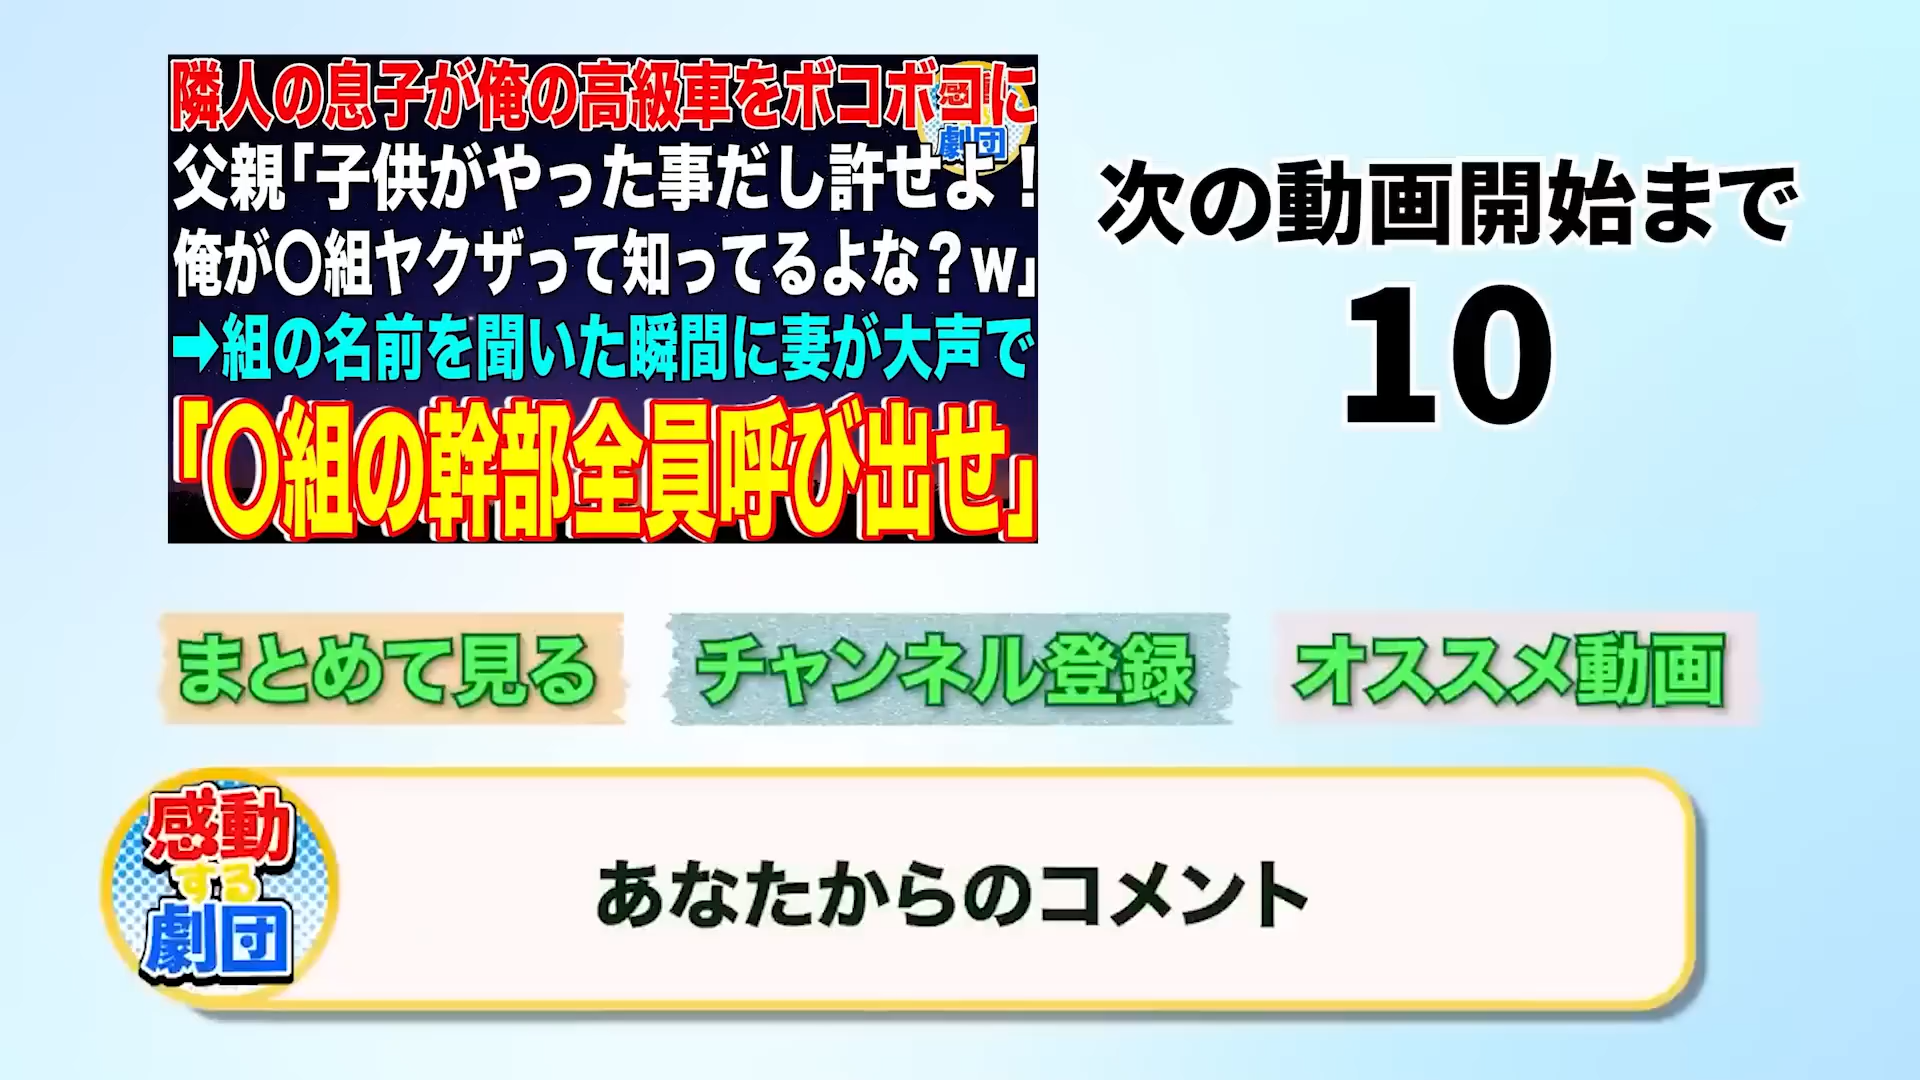 隣人の息子が俺の高級車をボコボコに
父親「子供がやった事だし許せよ！
俺が〇組ヤクザって知ってるよな？w」
➡組の名前を聞いた瞬間に妻が大声で
「〇組の幹部全員呼び出せ」
次の動画開始まで
10
まとめて見る
チャンネル登録
オススメ動画
感動
する
劇団
あなたからのコメント